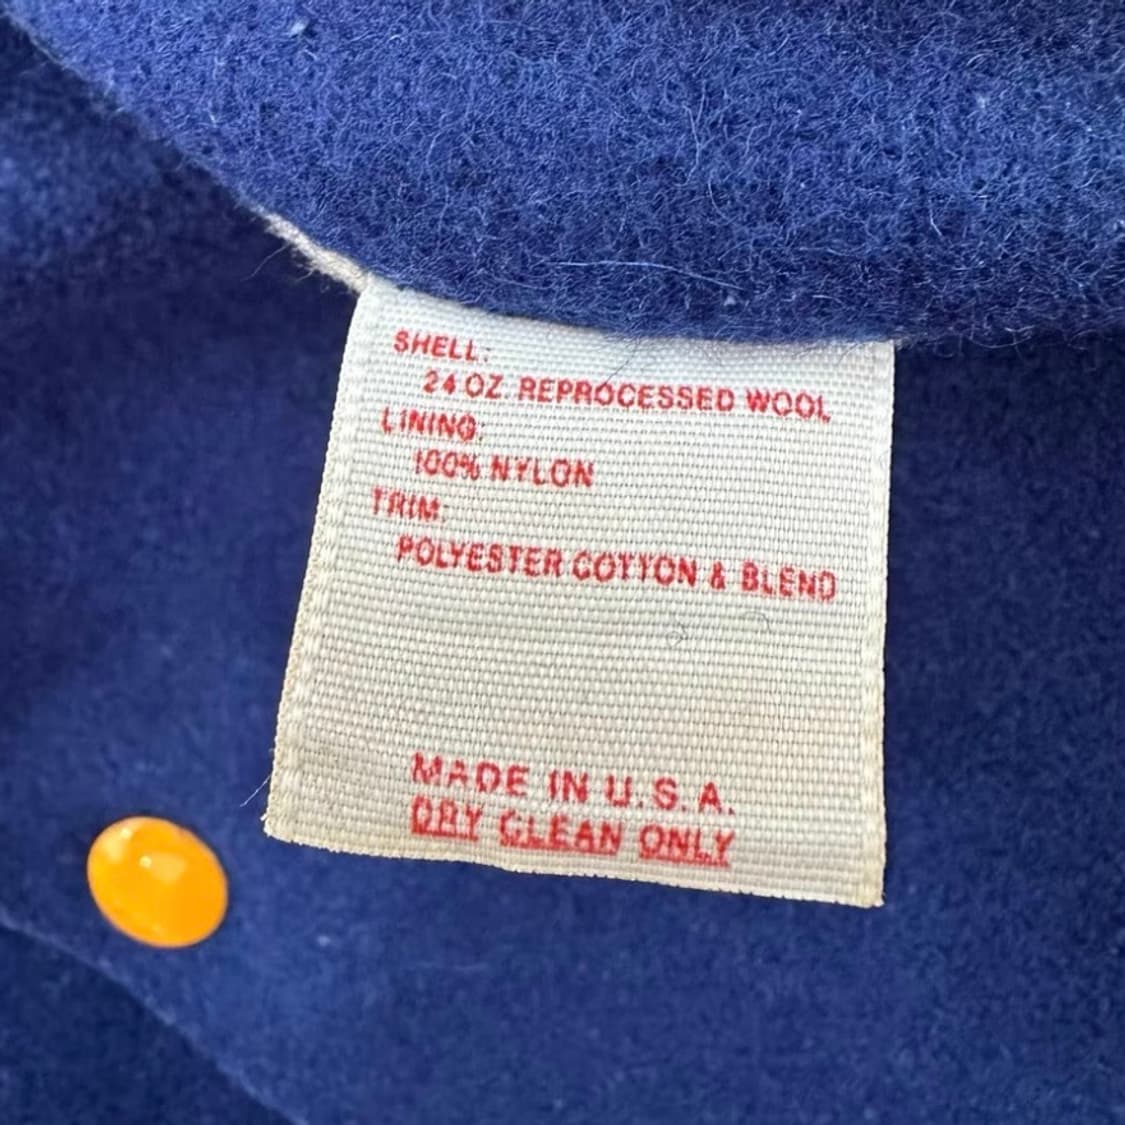 SHELL:
24 OZ. REPROCESSED WOOL
LINING:
100% NYLON
TRIM:
POLYESTER COTTON & BLEND
MADE IN U.S.A.
DRY CLEAN ONLY